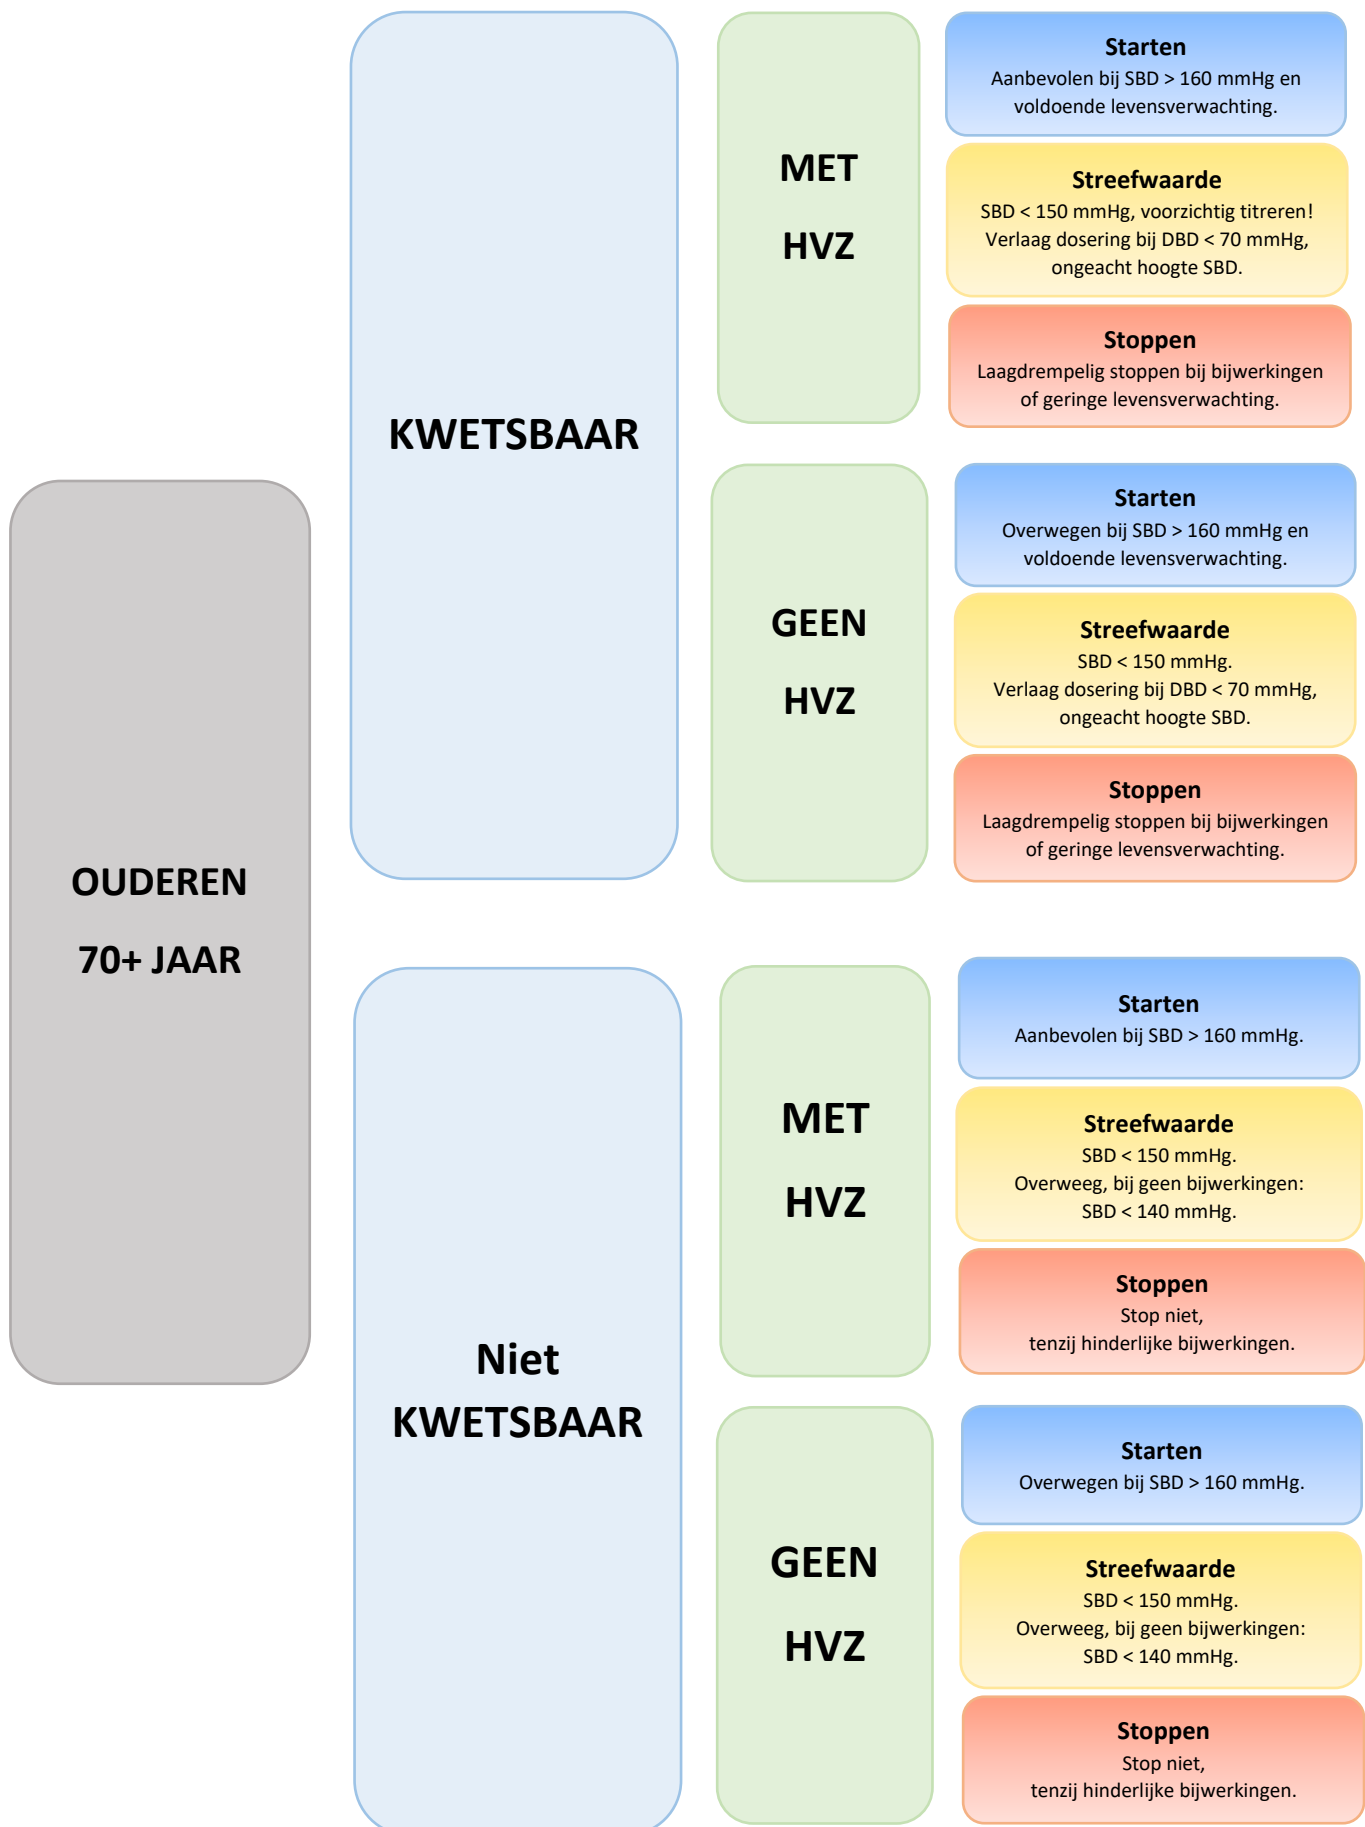 OUDEREN
70+ JAAR
KWETSBAAR
MET
HVZ
Starten
Aanbevolen bij SBD > 160 mmHg en
voldoende levensverwachting.
Streefwaarde
SBD < 150 mmHg, voorzichtig titreren!
Verlaag dosering bij DBD < 70 mmHg,
ongeacht hoogte SBD.
Stoppen
Laagdrempelig stoppen bij bijwerkingen
of geringe levensverwachting.
GEEN
HVZ
Starten
Overwegen bij SBD > 160 mmHg en
voldoende levensverwachting.
Streefwaarde
SBD < 150 mmHg.
Verlaag dosering bij DBD < 70 mmHg,
ongeacht hoogte SBD.
Stoppen
Laagdrempelig stoppen bij bijwerkingen
of geringe levensverwachting.
Niet
KWETSBAAR
MET
HVZ
Starten
Aanbevolen bij SBD > 160 mmHg.
Streefwaarde
SBD < 150 mmHg.
Overweeg, bij geen bijwerkingen:
SBD < 140 mmHg.
Stoppen
Stop niet,
tenzij hinderlijke bijwerkingen.
GEEN
HVZ
Starten
Overwegen bij SBD > 160 mmHg.
Streefwaarde
SBD < 150 mmHg.
Overweeg, bij geen bijwerkingen:
SBD < 140 mmHg.
Stoppen
Stop niet,
tenzij hinderlijke bijwerkingen.